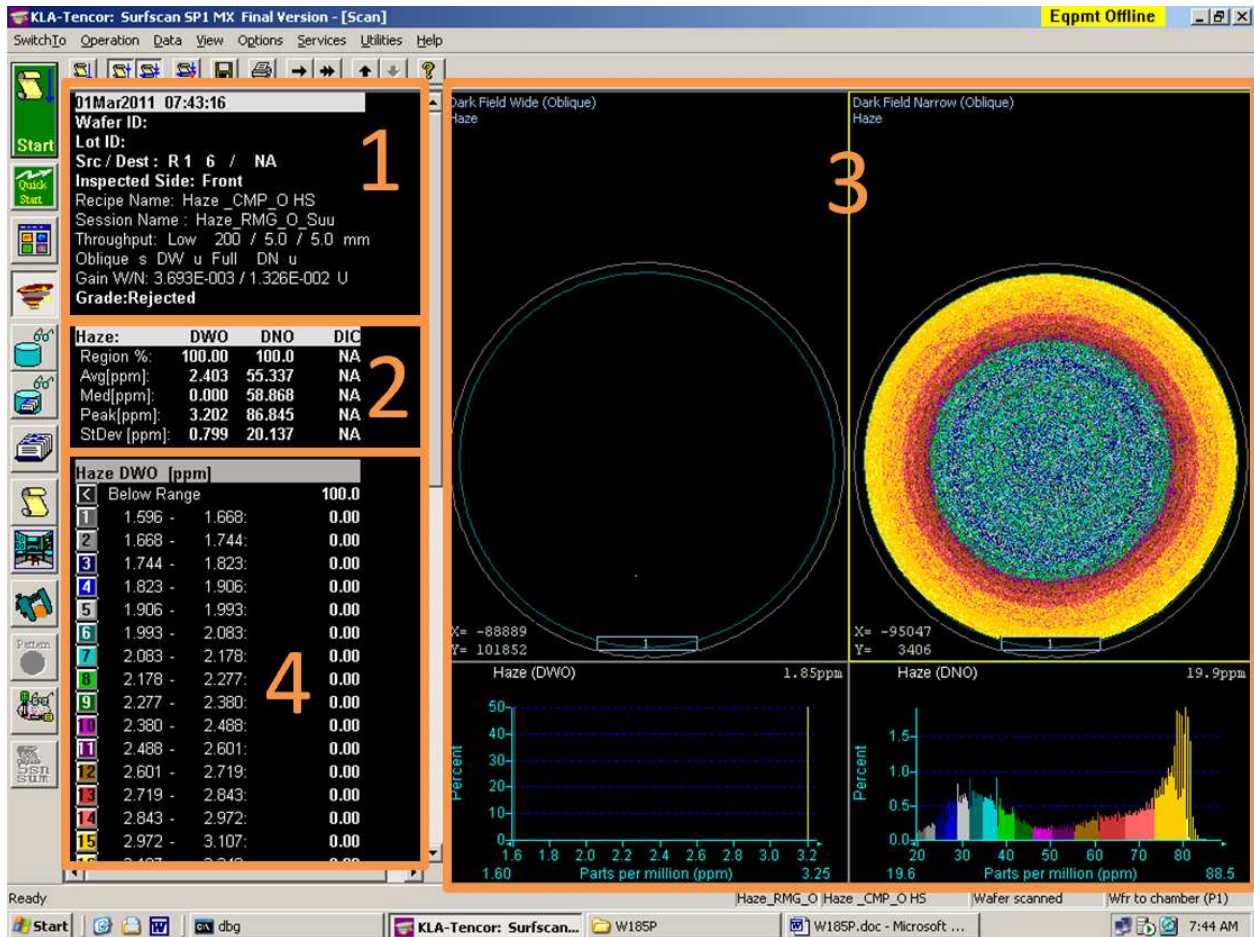 KLA-Tencor: Surfscan SP1 MX Final Version - [Scan]
Eqpmt Offline
SwitchTo Operation Data View Options Services Utilities Help
Start
Quick Start
Pattern
Ssn sum
01Mar2011 07:43:16
Wafer ID:
Lot ID:
Src / Dest : R 1 6 / NA
Inspected Side: Front
Recipe Name: Haze _CMP_O HS
Session Name : Haze_RMG_O_Suu
Throughput: Low 200 / 5.0 / 5.0 mm
Oblique s DW u Full DN u
Gain W/N: 3.693E-003 / 1.326E-002 U
Grade:Rejected
1
Haze: DWO DNO DIC
Region %: 100.00 100.0 NA
Avg[ppm]: 2.403 55.337 NA
Med[ppm]: 0.000 58.868 NA
Peak[ppm]: 3.202 86.845 NA
StDev [ppm]: 0.799 20.137 NA
2
Haze DWO [ppm]
< Below Range 100.0
1 1.596 - 1.668: 0.00
2 1.668 - 1.744: 0.00
3 1.744 - 1.823: 0.00
4 1.823 - 1.906: 0.00
5 1.906 - 1.993: 0.00
6 1.993 - 2.083: 0.00
7 2.083 - 2.178: 0.00
8 2.178 - 2.277: 0.00
9 2.277 - 2.380: 0.00
10 2.380 - 2.488: 0.00
11 2.488 - 2.601: 0.00
12 2.601 - 2.719: 0.00
13 2.719 - 2.843: 0.00
14 2.843 - 2.972: 0.00
15 2.972 - 3.107: 0.00
4
Dark Field Wide (Oblique)
Haze
X= -88889
Y= 101852
1
Dark Field Narrow (Oblique)
Haze
3
X= -95047
Y= 3406
1
Haze (DWO) 1.85ppm
50
40
30
20
10
0
Percent
1.6 1.8 2.0 2.2 2.4 2.6 2.8 3.0 3.2
1.60 Parts per million (ppm) 3.25
Haze (DNO) 19.9ppm
1.5
1.0
0.5
0.0
Percent
20 30 40 50 60 70 80
19.6 Parts per million (ppm) 88.5
Ready
Haze_RMG_O Haze _CMP_O HS Wafer scanned Wfr to chamber (P1)
Start dbg KLA-Tencor: Surfscan... W185P W185P.doc - Microsoft ... 7:44 AM